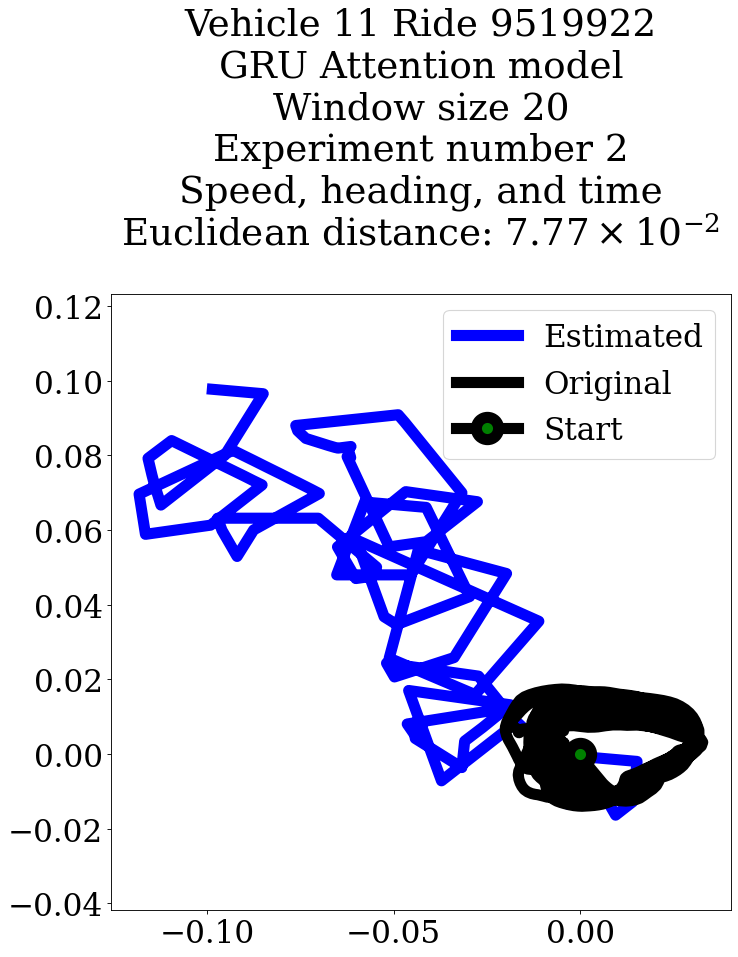 Vehicle 11 Ride 9519922
GRU Attention model
Window size 20
Experiment number 2
Speed, heading, and time
Euclidean distance: 7.77 × 10⁻²
0.12
0.10
0.08
0.06
0.04
0.02
0.00
−0.02
−0.04
Estimated
Original
Start
−0.10
−0.05
0.00